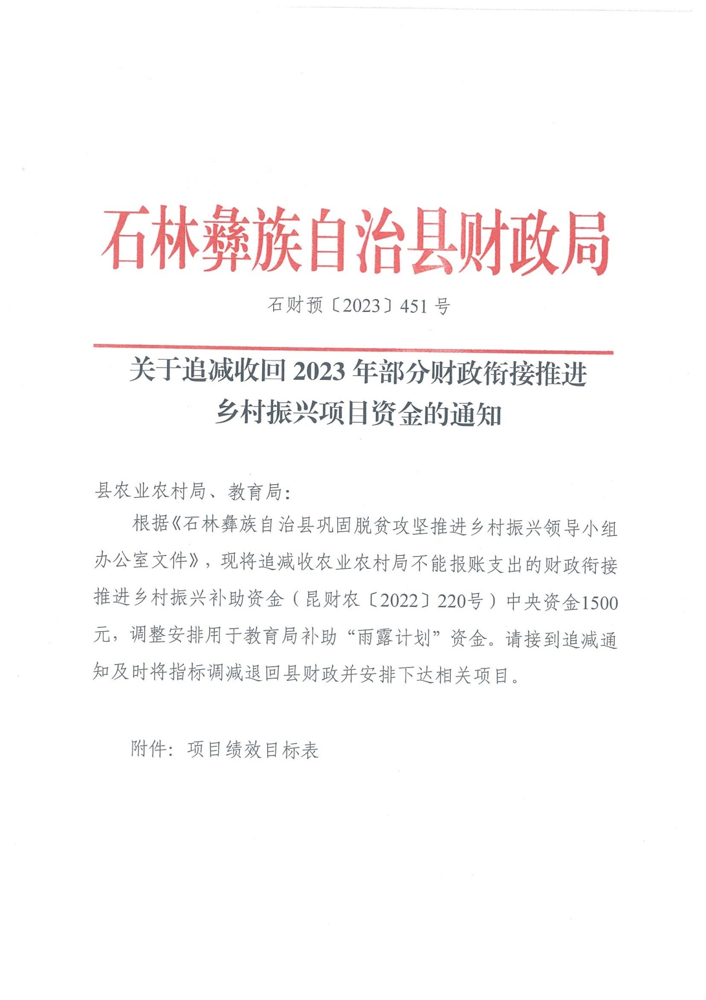 石林彝族自治县财政局
石财预〔2023〕451号
关于追减收回2023年部分财政衔接推进
乡村振兴项目资金的通知
县农业农村局、教育局：
根据《石林彝族自治县巩固脱贫攻坚推进乡村振兴领导小组
办公室文件》，现将追减收农业农村局不能报账支出的财政衔接
推进乡村振兴补助资金（昆财农〔2022〕220号）中央资金1500
元，调整安排用于教育局补助“雨露计划”资金。请接到追减通
知及时将指标调减退回县财政并安排下达相关项目。
附件：项目绩效目标表